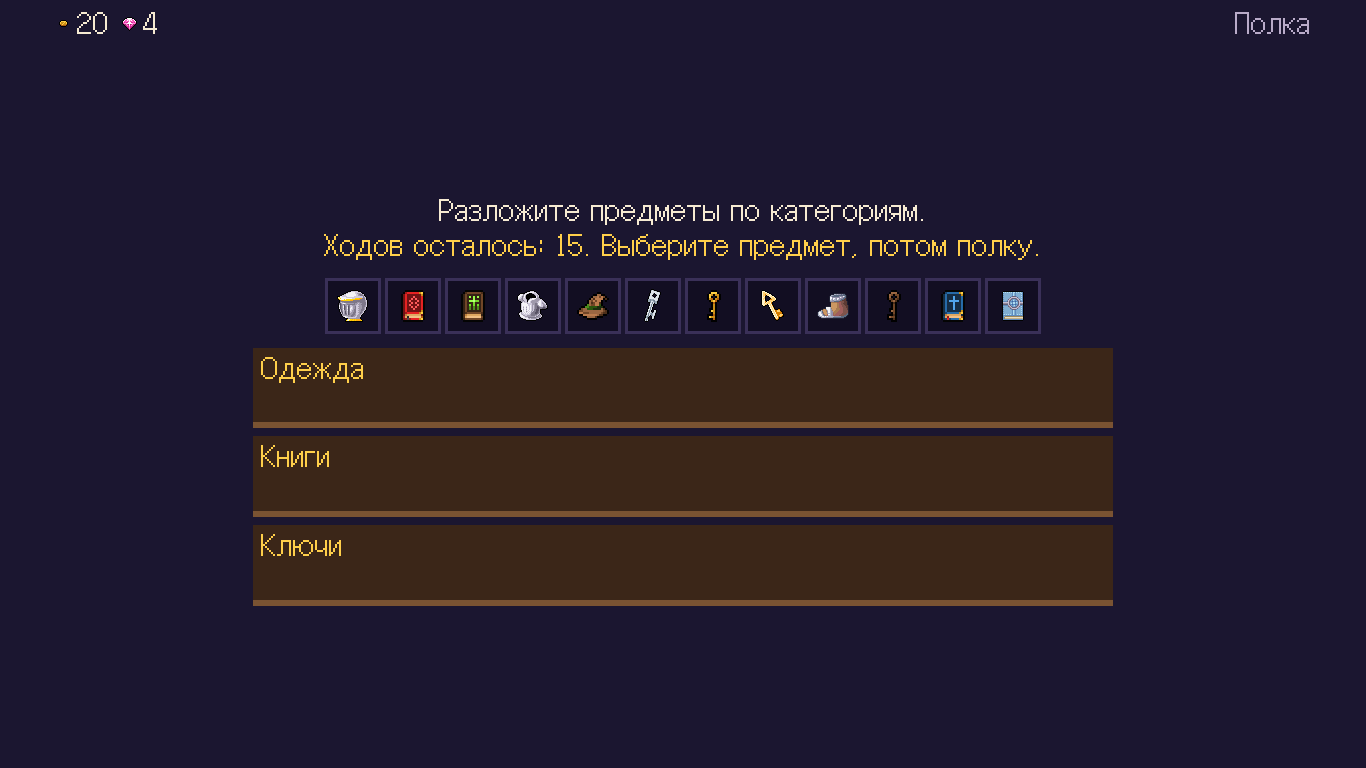 20 4
Полка
Разложите предметы по категориям.
Ходов осталось: 15. Выберите предмет, потом полку.
Одежда
Книги
Ключи